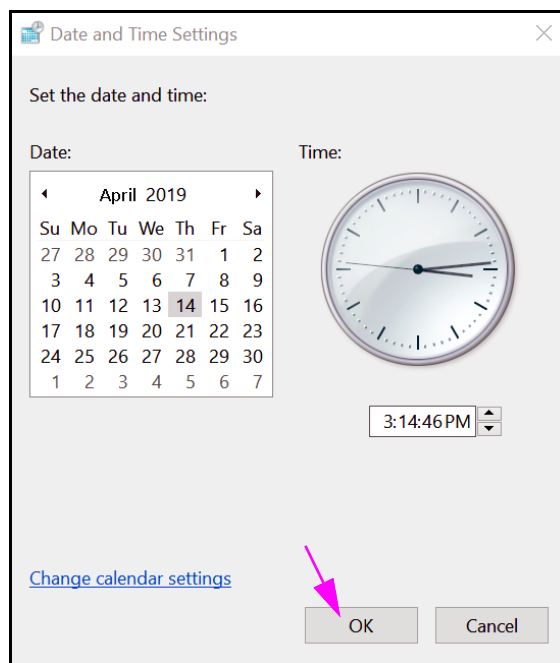 Date and Time Settings
Set the date and time:
Date:
Time:
April 2019
Su Mo Tu We Th Fr Sa
27 28 29 30 31 1 2
3 4 5 6 7 8 9
10 11 12 13 14 15 16
17 18 19 20 21 22 23
24 25 26 27 28 29 30
1 2 3 4 5 6 7
3:14:46 PM
Change calendar settings
OK
Cancel